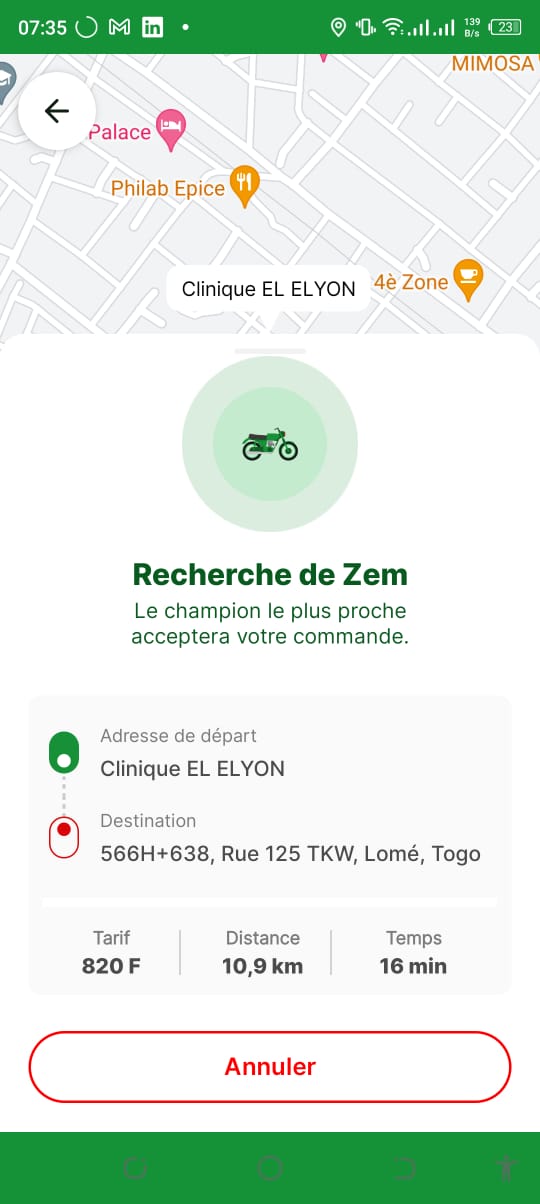 07:35
139
B/s
23
MIMOSA
Palace
Philab Epice
Clinique EL ELYON
4è Zone
Recherche de Zem
Le champion le plus proche
acceptera votre commande.
Adresse de départ
Clinique EL ELYON
Destination
566H+638, Rue 125 TKW, Lomé, Togo
Tarif
Distance
Temps
820 F
10,9 km
16 min
Annuler